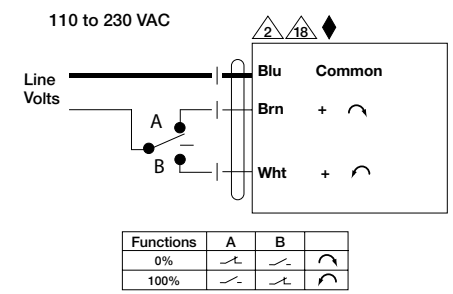 110 to 230 VAC
2 18
Line
Volts
Blu Common
Brn +
A
B
Wht +
Functions A B
0%
100%